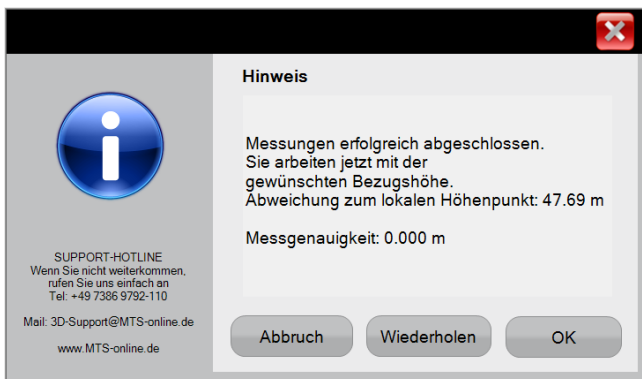 Hinweis
Messungen erfolgreich abgeschlossen.
Sie arbeiten jetzt mit der
gewünschten Bezugshöhe.
Abweichung zum lokalen Höhenpunkt: 47.69 m
Messgenauigkeit: 0.000 m
SUPPORT-HOTLINE
Wenn Sie nicht weiterkommen,
rufen Sie uns einfach an
Tel: +49 7386 9792-110
Mail: 3D-Support@MTS-online.de
www.MTS-online.de
Abbruch
Wiederholen
OK